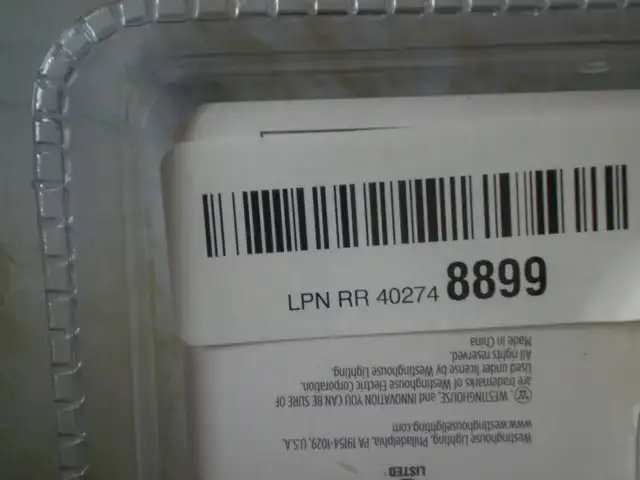 LPN RR 40274 8899
LISTED
Westinghouse Lighting, Philadelphia, PA 19154-1029, U.S.A.
www.westinghouselighting.com
, WESTINGHOUSE, and INNOVATION YOU CAN BE SURE OF
are trademarks of Westinghouse Electric Corporation.
Used under license by Westinghouse Lighting.
All rights reserved.
Made in China